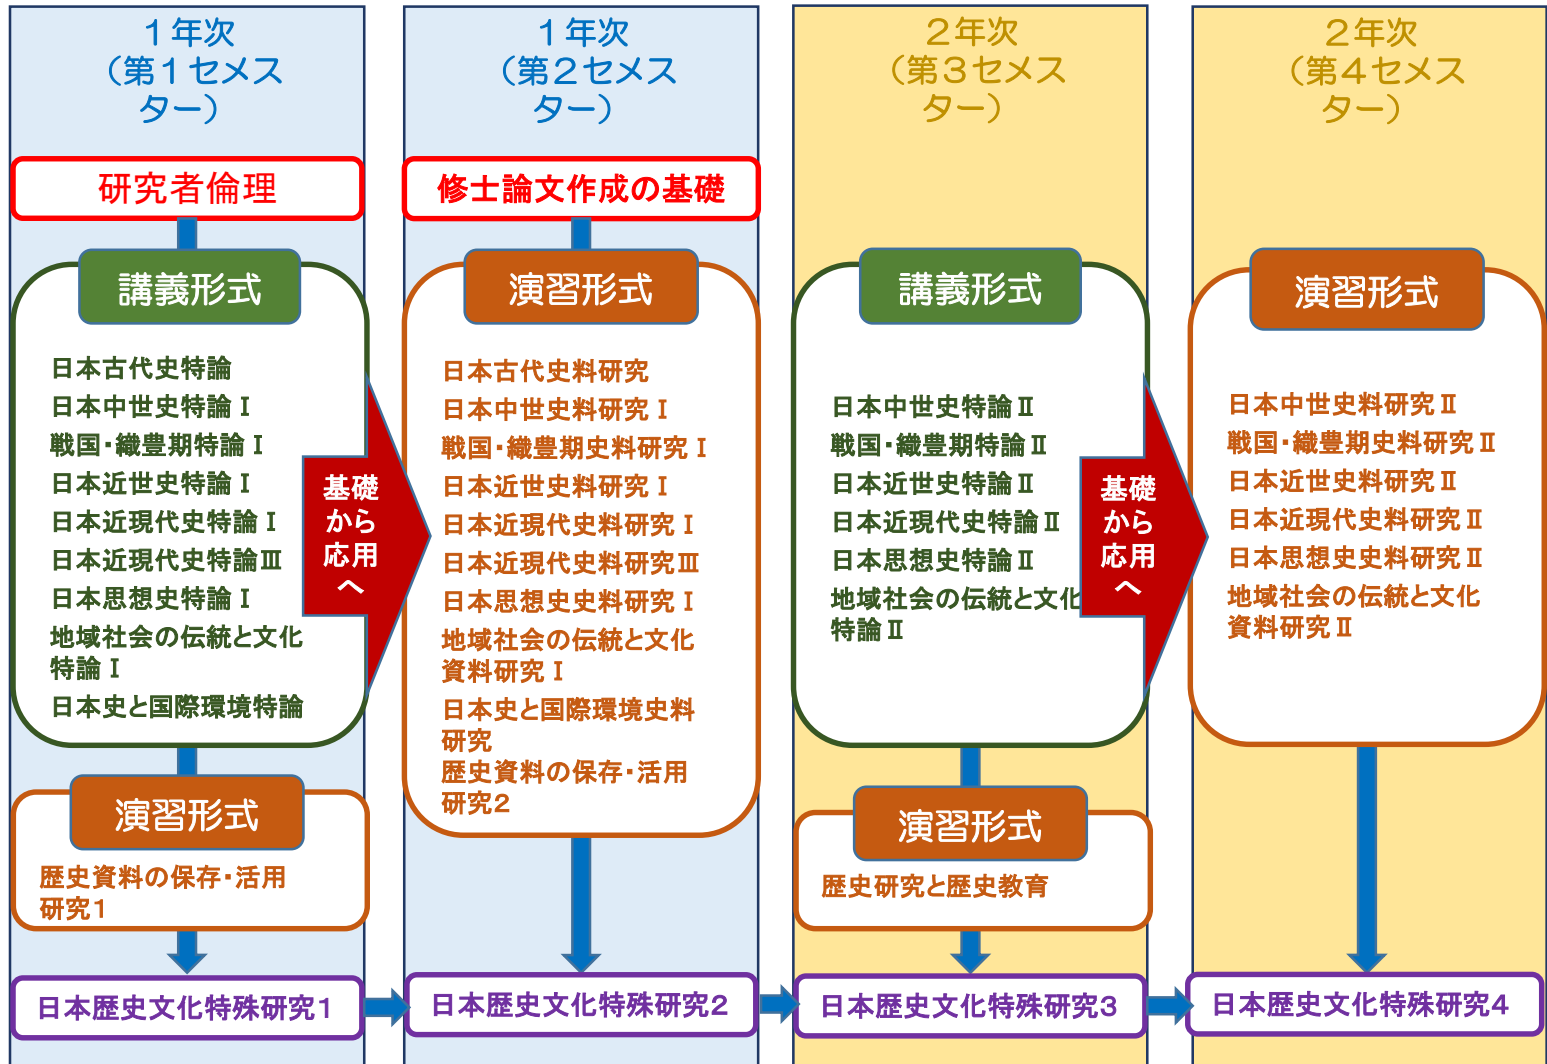 １年次
（第１セメス
ター）
研究者倫理
講義形式
日本古代史特論
日本中世史特論Ⅰ
戦国・織豊期特論Ⅰ
日本近世史特論Ⅰ
日本近現代史特論Ⅰ
日本近現代史特論Ⅲ
日本思想史特論Ⅰ
地域社会の伝統と文化
特論Ⅰ
日本史と国際環境特論
演習形式
歴史資料の保存・活用
研究１
日本歴史文化特殊研究１
基礎
から
応用
へ
１年次
（第２セメス
ター）
修士論文作成の基礎
演習形式
日本古代史料研究
日本中世史料研究Ⅰ
戦国・織豊期史料研究Ⅰ
日本近世史料研究Ⅰ
日本近現代史料研究Ⅰ
日本近現代史料研究Ⅲ
日本思想史史料研究Ⅰ
地域社会の伝統と文化
資料研究Ⅰ
日本史と国際環境史料
研究
歴史資料の保存・活用
研究２
日本歴史文化特殊研究２
２年次
（第３セメス
ター）
講義形式
日本中世史特論Ⅱ
戦国・織豊期特論Ⅱ
日本近世史特論Ⅱ
日本近現代史特論Ⅱ
日本思想史特論Ⅱ
地域社会の伝統と文化
特論Ⅱ
演習形式
歴史研究と歴史教育
日本歴史文化特殊研究３
基礎
から
応用
へ
２年次
（第４セメス
ター）
演習形式
日本中世史料研究Ⅱ
戦国・織豊期史料研究Ⅱ
日本近世史料研究Ⅱ
日本近現代史料研究Ⅱ
日本思想史史料研究Ⅱ
地域社会の伝統と文化
資料研究Ⅱ
日本歴史文化特殊研究４